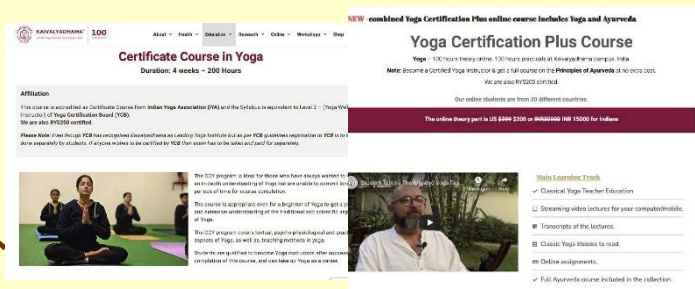 KAIVALYADHAMA
100
About
Health
Education
Research
Online
Workshops
Shop
Certificate Course in Yoga
Duration: 4 weeks – 200 Hours
Affiliation
This course is accredited as Certificate Course from Indian Yoga Association (IYA) and the Syllabus is equivalent to Level 2 – (Yoga Well
Instructor) of Yoga Certification Board (YCB).
We are also RYS200 certified.
Please Note: Even though YCB has recognised Kaivalyadhama as Leading Yoga Institute but as per YCB guidelines registration to YCB is to b
done separately by students. If anyone wishes to be certified by YCB then exam has to be taken and paid for separately.
The CCY program is ideal for those who have always wanted to
an in-depth understanding of Yoga but are unable to commit
periods of time for course completion.
The course is appropriate even for a beginner of Yoga to get a
and extensive understanding of the traditional and scientific
of Yoga.
The CCY program covers textual, psycho-physiological and
aspects of Yoga, as well as, teaching methods in yoga.
Students are qualified to become Yoga Instructors after
completion of this course, and can take up Yoga as a career.
NEW -combined Yoga Certification Plus online course includes Yoga and Ayurveda
Yoga Certification Plus Course
Yoga – 100 hours theory online. 100 hours practicals at Kaivalyadhama campus, India
Note: Become a Certified Yoga Instructor & get a full course on the Principles of Ayurveda at no extra cost.
We are also RYS200 certified.
Our online students are from 30 different countries.
The online theory part is US $399 $200 or INR30000 INR 15000 for Indians
Main Learning Track
Classical Yoga Teacher Education
Streaming video lectures for your computer/mobile.
Transcripts of the lectures.
Classic Yoga Ebooks to read.
Online assignments.
Full Ayurveda course included in the collection.